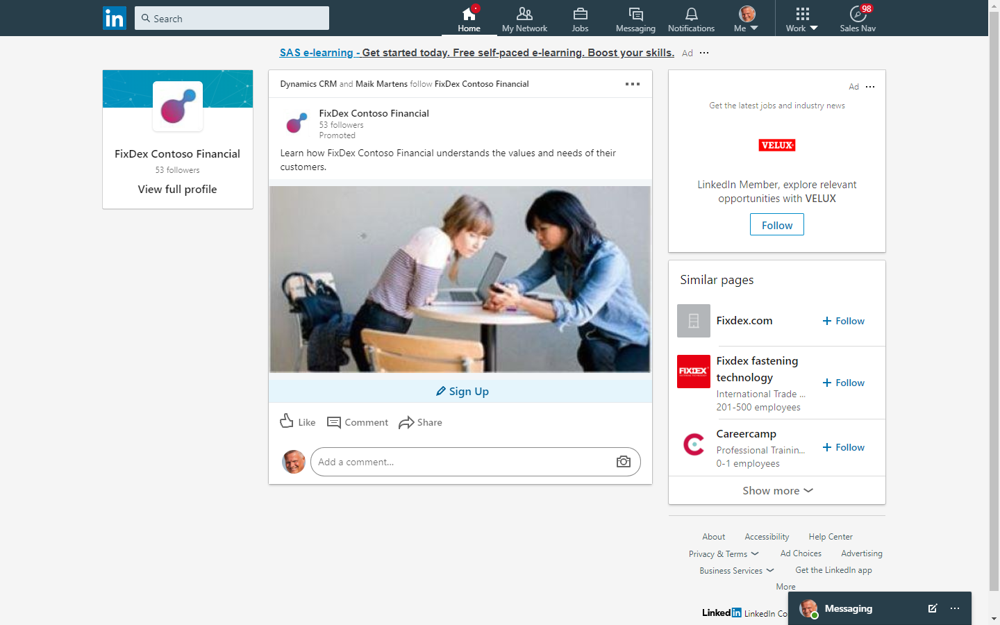 in
Search
Home
My Network
Jobs
Messaging
Notifications
Me
Work
98
Sales Nav
SAS e-learning - Get started today. Free self-paced e-learning. Boost your skills.
Ad
FixDex Contoso Financial
53 followers
View full profile
Dynamics CRM and Maik Martens follow FixDex Contoso Financial
FixDex Contoso Financial
53 followers
Promoted
Learn how FixDex Contoso Financial understands the values and needs of their
customers.
Sign Up
Like
Comment
Share
Add a comment...
Ad
Get the latest jobs and industry news
VELUX
LinkedIn Member, explore relevant
opportunities with VELUX
Follow
Similar pages
Fixdex.com
+ Follow
FIXDEX
Fixdex fastening
technology
International Trade ...
201-500 employees
+ Follow
Careercamp
Professional Trainin...
0-1 employees
+ Follow
Show more
About
Accessibility
Help Center
Privacy & Terms
Ad Choices
Advertising
Business Services
Get the LinkedIn app
More
Linkedin LinkedIn Co
Messaging